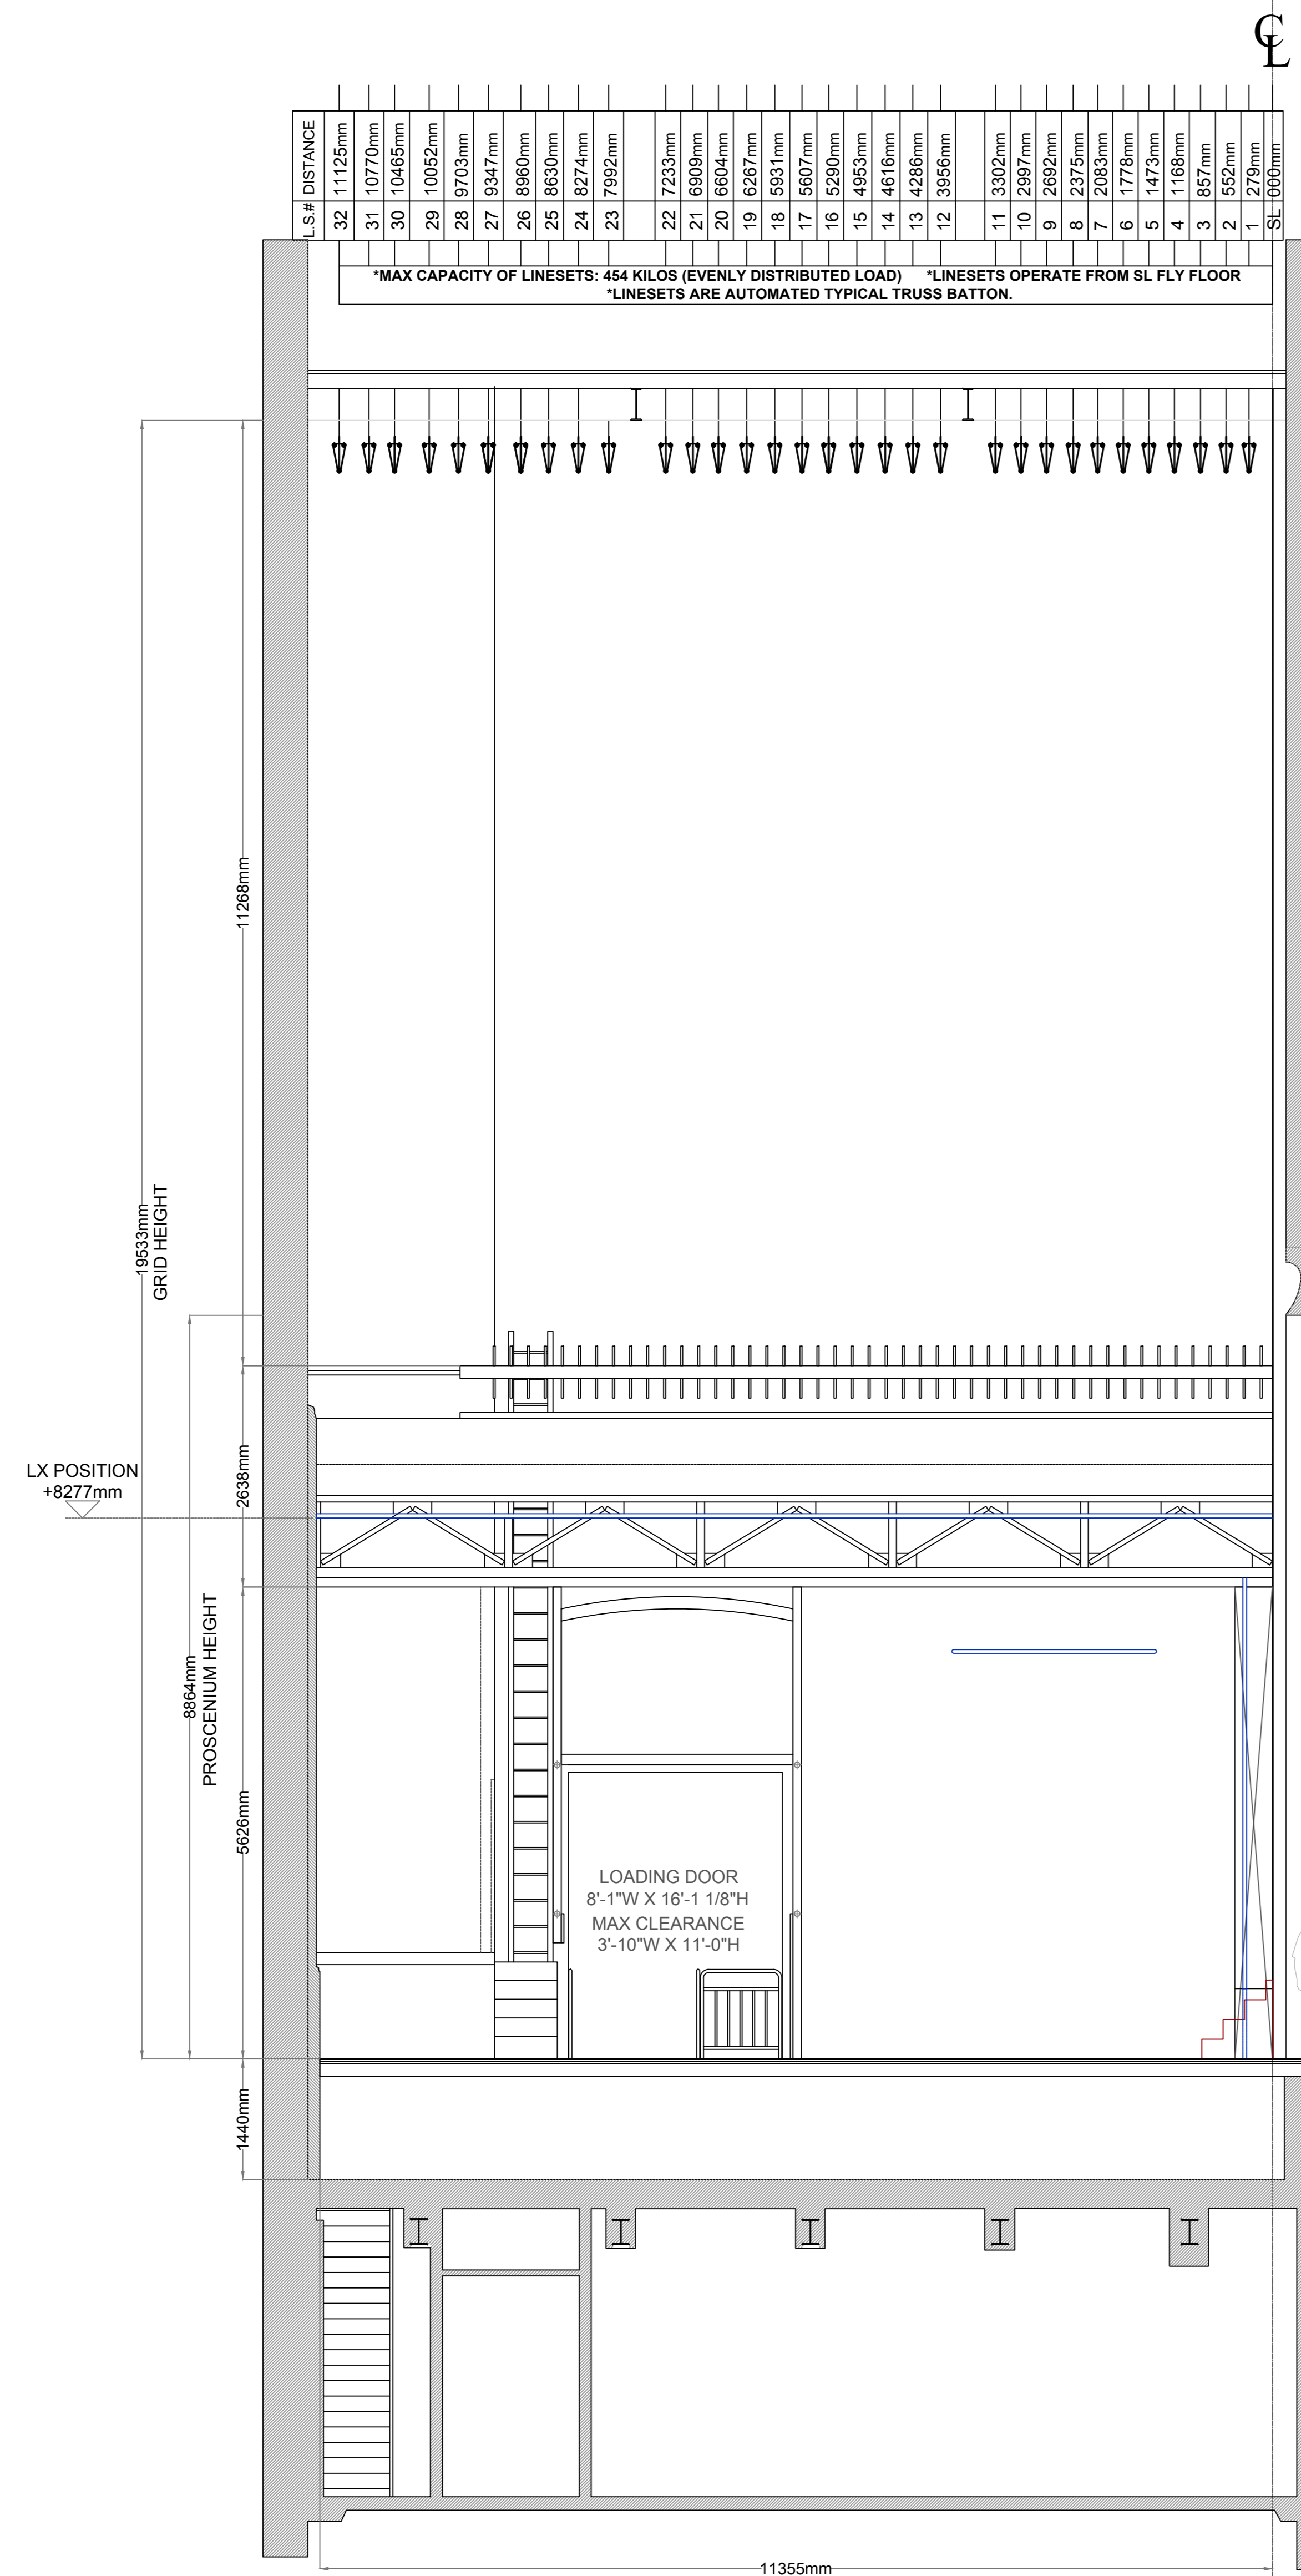 ℄
L.S.# DISTANCE
32 11125mm
31 10770mm
30 10465mm
29 10052mm
28 9703mm
27 9347mm
26 8960mm
25 8630mm
24 8274mm
23 7992mm
22 7233mm
21 6909mm
20 6604mm
19 6267mm
18 5931mm
17 5607mm
16 5290mm
15 4953mm
14 4616mm
13 4286mm
12 3956mm
11 3302mm
10 2997mm
9 2692mm
8 2375mm
7 2083mm
6 1778mm
5 1473mm
4 1168mm
3 857mm
2 552mm
1 279mm
SL 000mm
*MAX CAPACITY OF LINESETS: 454 KILOS (EVENLY DISTRIBUTED LOAD) *LINESETS OPERATE FROM SL FLY FLOOR
*LINESETS ARE AUTOMATED TYPICAL TRUSS BATTON.
11268mm
19533mm
GRID HEIGHT
LX POSITION
+8277mm
2638mm
8864mm
PROSCENIUM HEIGHT
5626mm
LOADING DOOR
8'-1"W X 16'-1 1/8"H
MAX CLEARANCE
3'-10"W X 11'-0"H
1440mm
11355mm